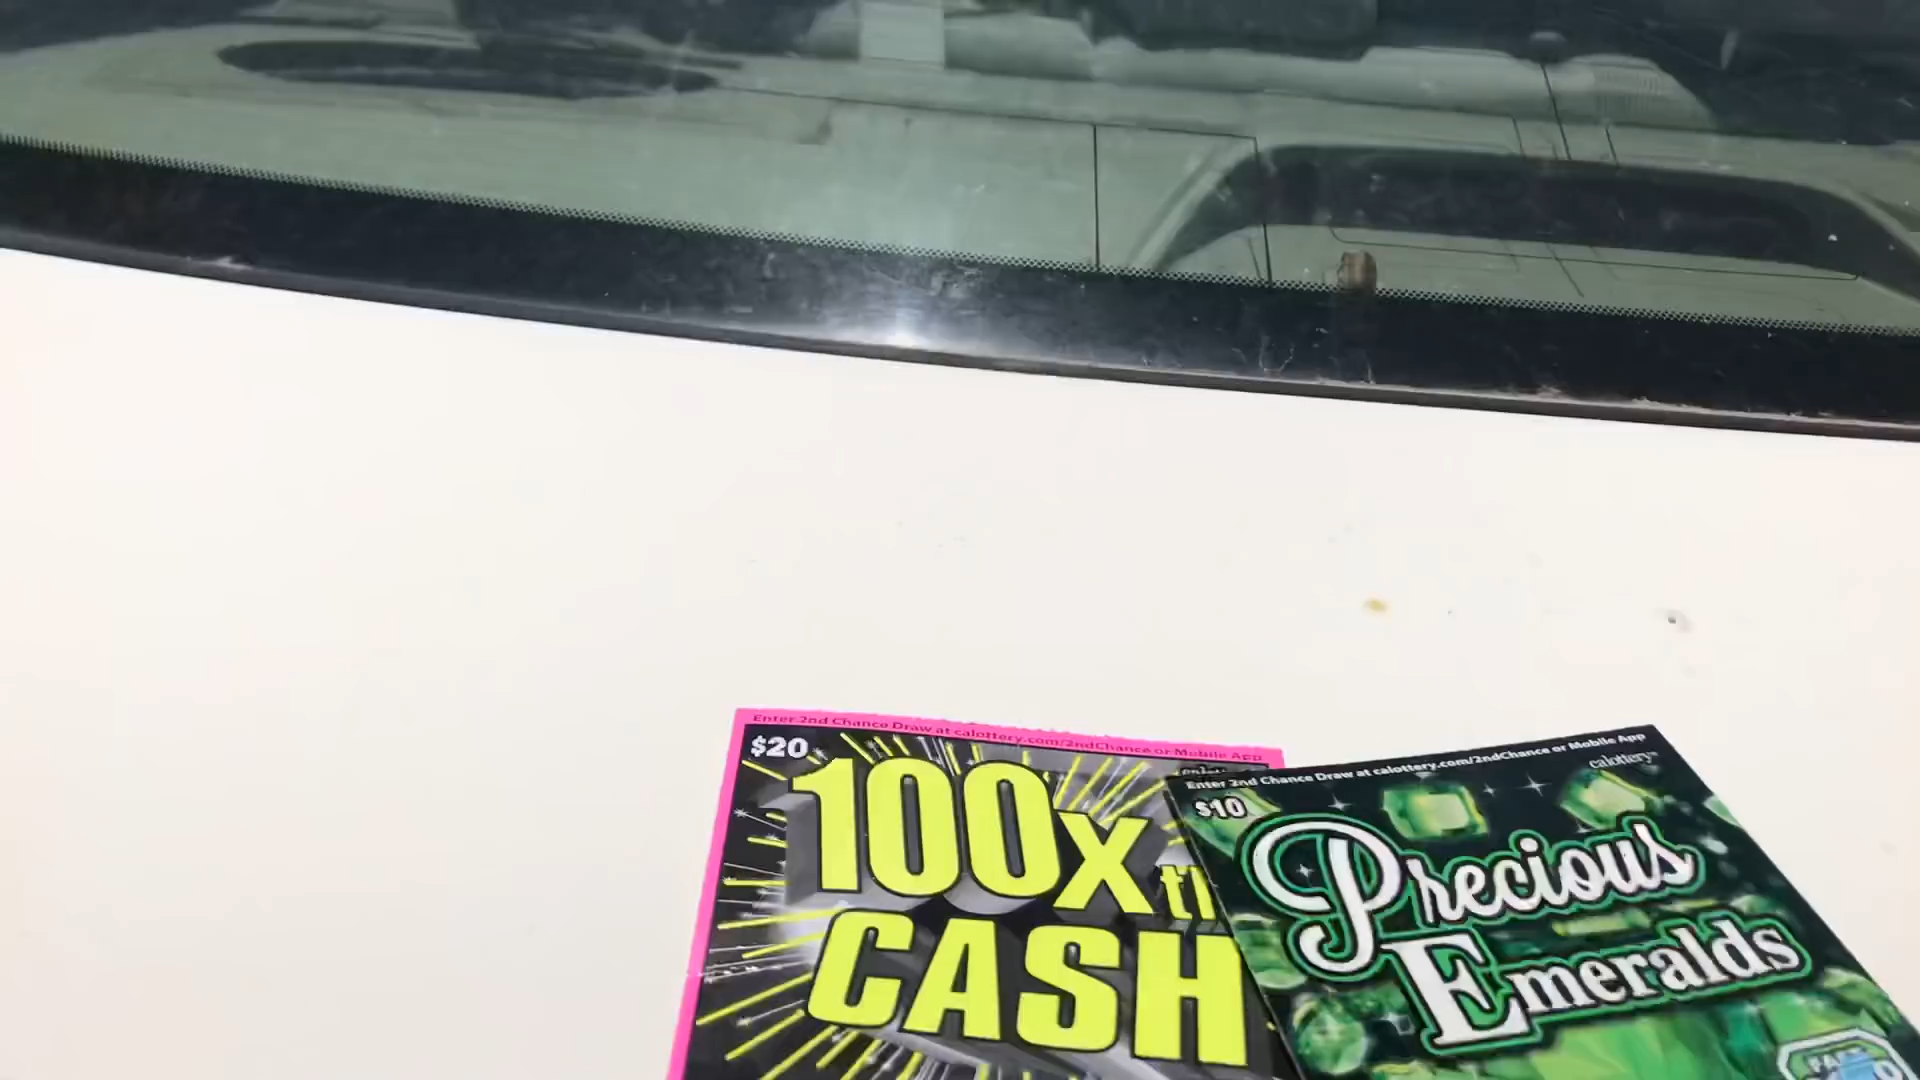 Enter 2nd Chance Draw at calottery.com/2ndChance or Mobile App
$20
100X
CASH
Enter 2nd Chance Draw at calottery.com/2ndChance or Mobile App
calottery
$10
Precious
Emeralds